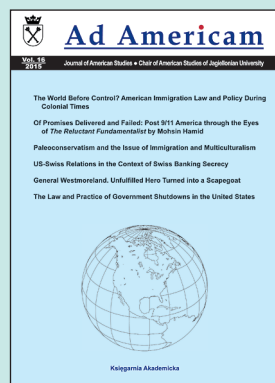 Ad Americam
Vol. 16
2015
Journal of American Studies ● Chair of American Studies of Jagiellonian University
The World Before Control? American Immigration Law and Policy During
Colonial Times
Of Promises Delivered and Failed: Post 9/11 America through the Eyes
of The Reluctant Fundamentalist by Mohsin Hamid
Paleoconservatism and the Issue of Immigration and Multiculturalism
US-Swiss Relations in the Context of Swiss Banking Secrecy
General Westmoreland. Unfulfilled Hero Turned into a Scapegoat
The Law and Practice of Government Shutdowns in the United States
Księgarnia Akademicka